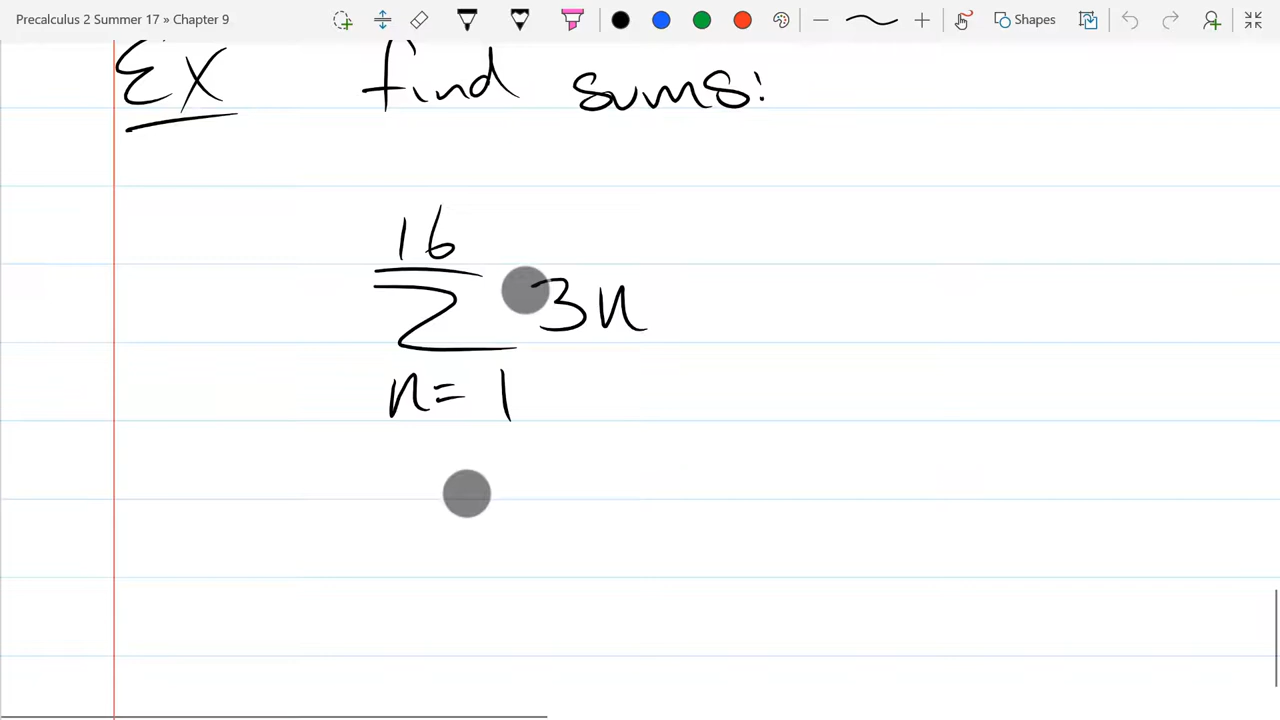 Precalculus 2 Summer 17 » Chapter 9
Shapes
Ex find sums:
16
Σ 3n
n= 1